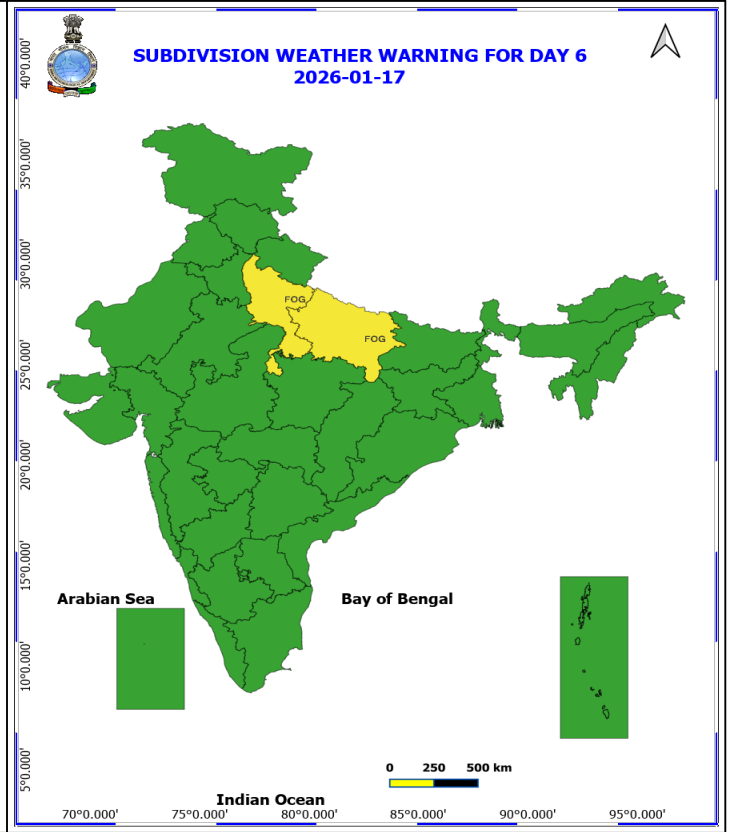 SUBDIVISION WEATHER WARNING FOR DAY 6
2026-01-17
40°0.000'
35°0.000'
30°0.000'
25°0.000'
20°0.000'
15°0.000'
10°0.000'
5°0.000'
FOG
FOG
Arabian Sea
Bay of Bengal
0 250 500 km
Indian Ocean
70°0.000' 75°0.000' 80°0.000' 85°0.000' 90°0.000' 95°0.000'